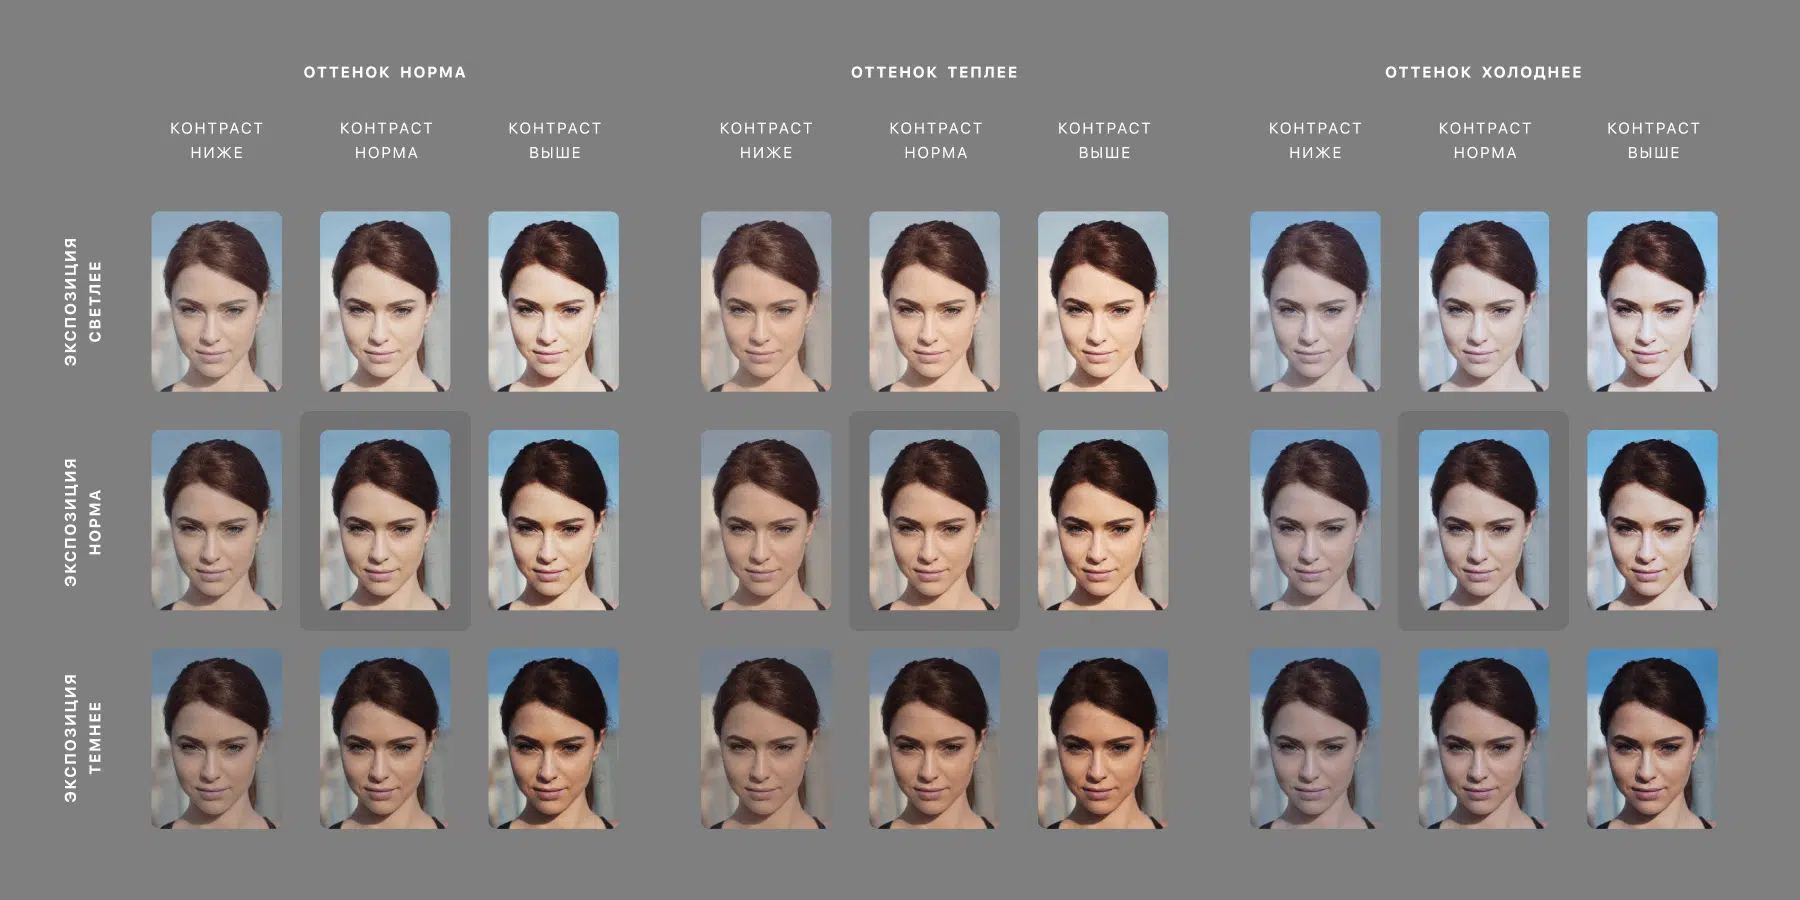 ОТТЕНОК НОРМА
ОТТЕНОК ТЕПЛЕЕ
ОТТЕНОК ХОЛОДНЕЕ
КОНТРАСТ
НИЖЕ
КОНТРАСТ
НОРМА
КОНТРАСТ
ВЫШЕ
КОНТРАСТ
НИЖЕ
КОНТРАСТ
НОРМА
КОНТРАСТ
ВЫШЕ
КОНТРАСТ
НИЖЕ
КОНТРАСТ
НОРМА
КОНТРАСТ
ВЫШЕ
ЭКСПОЗИЦИЯ
СВЕТЛЕЕ
ЭКСПОЗИЦИЯ
НОРМА
ЭКСПОЗИЦИЯ
ТЕМНЕЕ